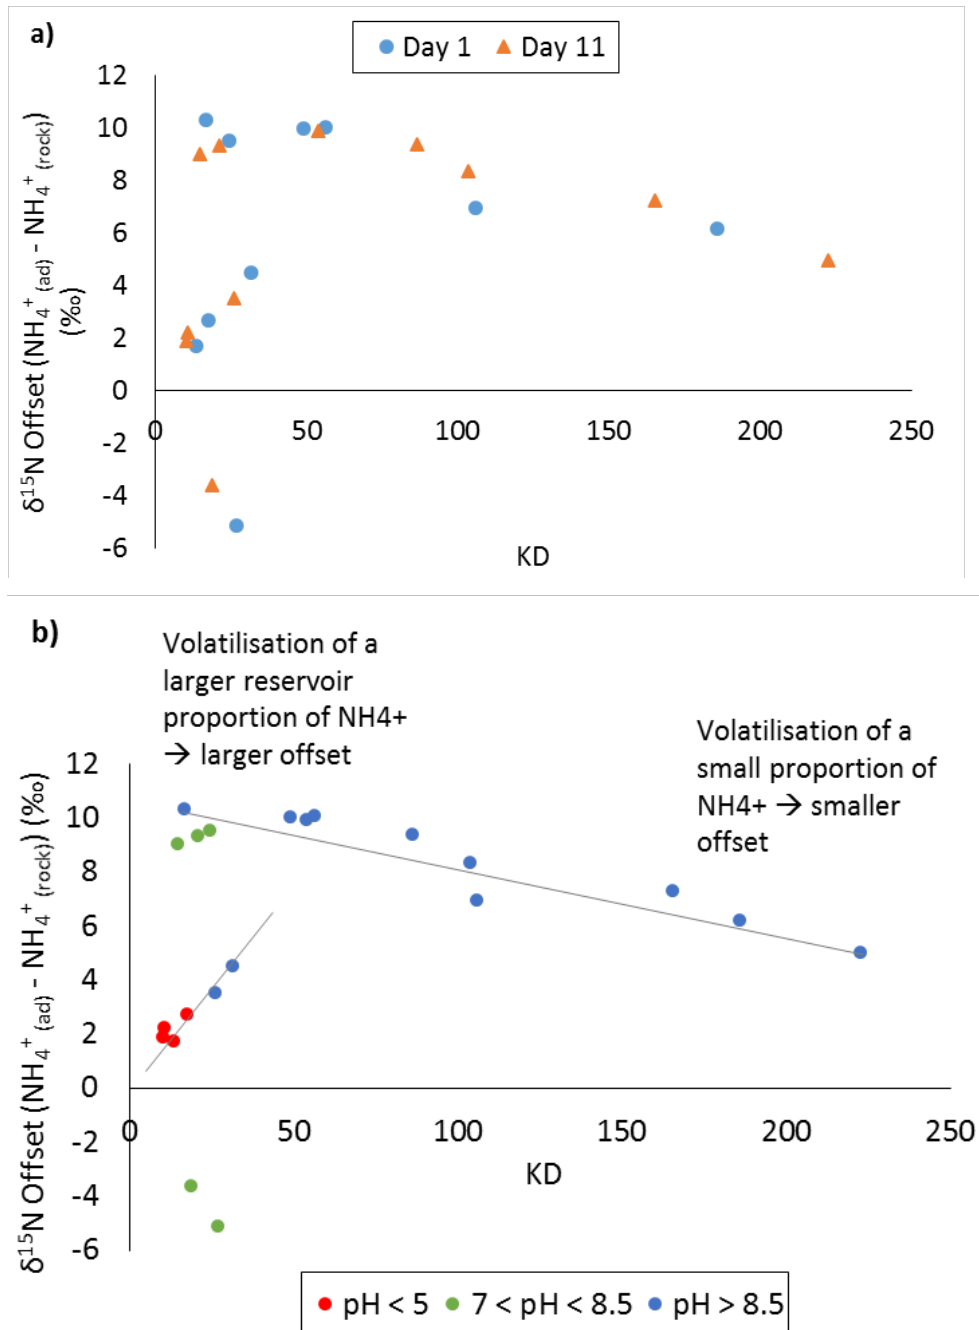 a)
Day 1 Day 11
δ¹⁵N Offset (NH₄⁺ ₍ad₎ - NH₄⁺ ₍rock₎)
(‰)
12
10
8
6
4
2
0
-2
-4
-6
0 50 100 150 200 250
KD
b)
Volatilisation of a
larger reservoir
proportion of NH4+
→ larger offset
Volatilisation of a
small proportion of
NH4+ → smaller
offset
δ¹⁵N Offset (NH₄⁺ ₍ad₎ - NH₄⁺ ₍rock₎) (‰)
12
10
8
6
4
2
0
-2
-4
-6
0 50 100 150 200 250
KD
pH < 5 7 < pH < 8.5 pH > 8.5